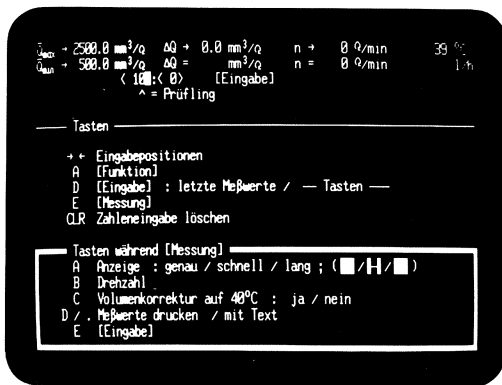 Q̄max → 2500.0 mm³/Ω ΔQ → 0.0 mm³/Ω n → 0 Ω/min 39 °C
Q̄min → 500.0 mm³/Ω ΔQ = mm³/Ω n = 0 Ω/min l/h
< 10:< 0> [Eingabe]
^ = Prüfling
Tasten
→ ← Eingabepositionen
A [Funktion]
D [Eingabe] : letzte Meßwerte / — Tasten —
E [Messung]
CLR Zahleneingabe löschen
Tasten während [Messung]
A Anzeige : genau / schnell / lang ; ( / / )
B Drehzahl
C Volumenkorrektur auf 40°C : ja / nein
D / . Meßwerte drucken / mit Text
E [Eingabe]